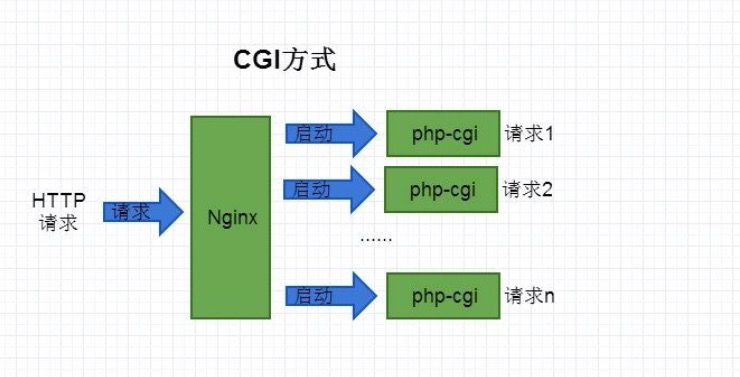 CGI方式
启动
php-cgi
请求1
启动
php-cgi
请求2
HTTP
请求
请求
Nginx
......
启动
php-cgi
请求n